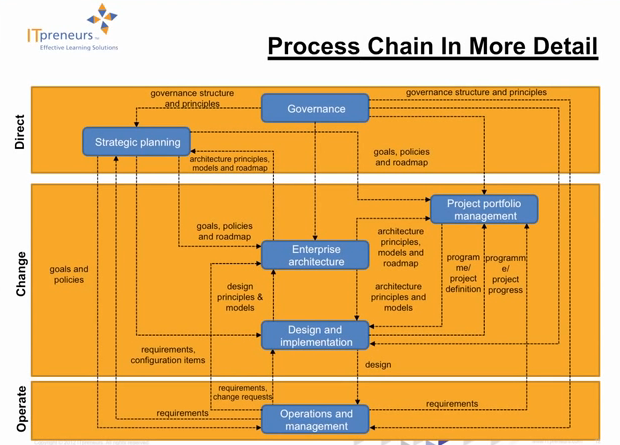 ITpreneurs
Effective Learning Solutions
Process Chain In More Detail
governance structure
and principles
Governance
governance structure and principles
Direct
Strategic planning
architecture principles,
models and roadmap
goals, policies
and roadmap
Project portfolio
management
goals, policies
and roadmap
Enterprise
architecture
architecture
principles,
models and
roadmap
program
me/
project
definition
programm
e/
project
progress
Change
goals and
policies
design
principles &
models
architecture
principles and
models
Design and
implementation
requirements,
configuration items
design
Operate
requirements,
change requests
requirements
Operations and
management
requirements